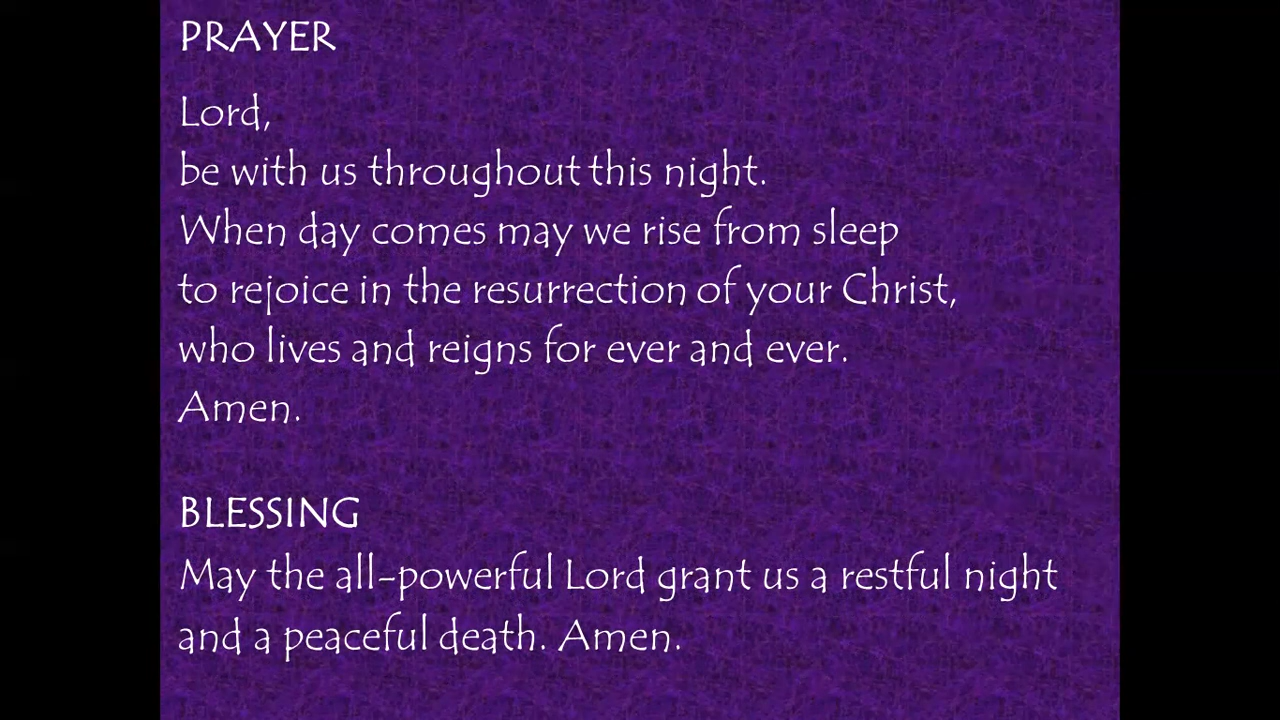 PRAYER
Lord,
be with us throughout this night.
When day comes may we rise from sleep
to rejoice in the resurrection of your Christ,
who lives and reigns for ever and ever.
Amen.
BLESSING
May the all-powerful Lord grant us a restful night
and a peaceful death. Amen.